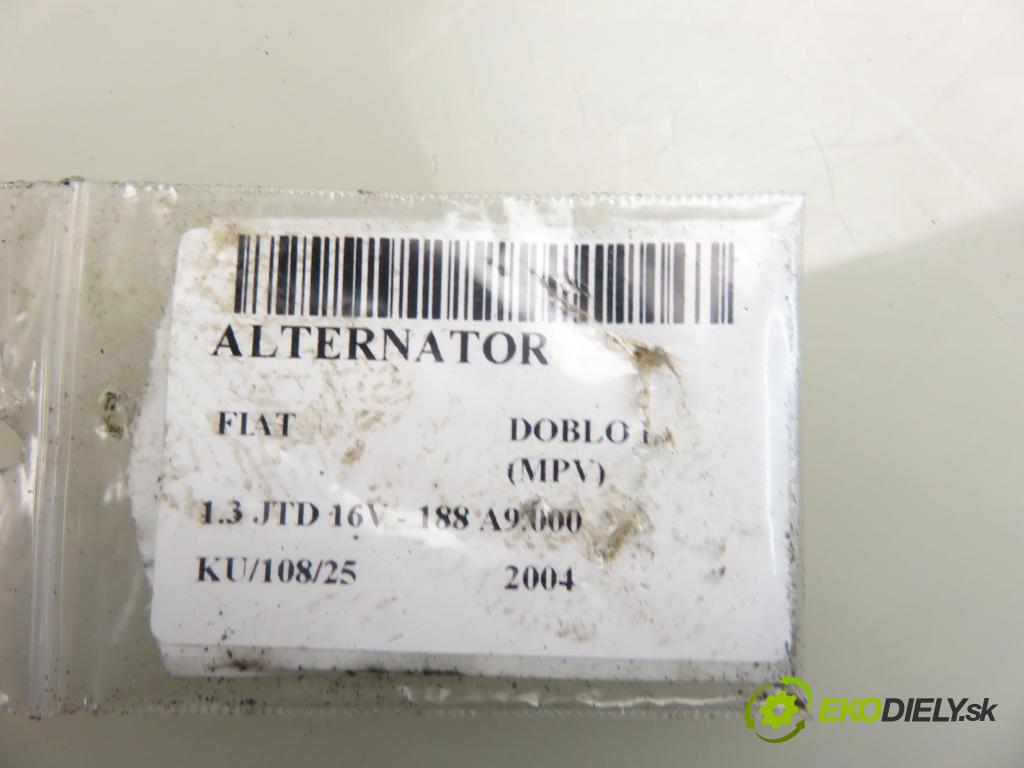 ALTERNATOR
FIAT DOBLO
(MPV)
1.3 JTD 16V - 188 A9.000
KU/108/25 2004
EKODIELY.sk